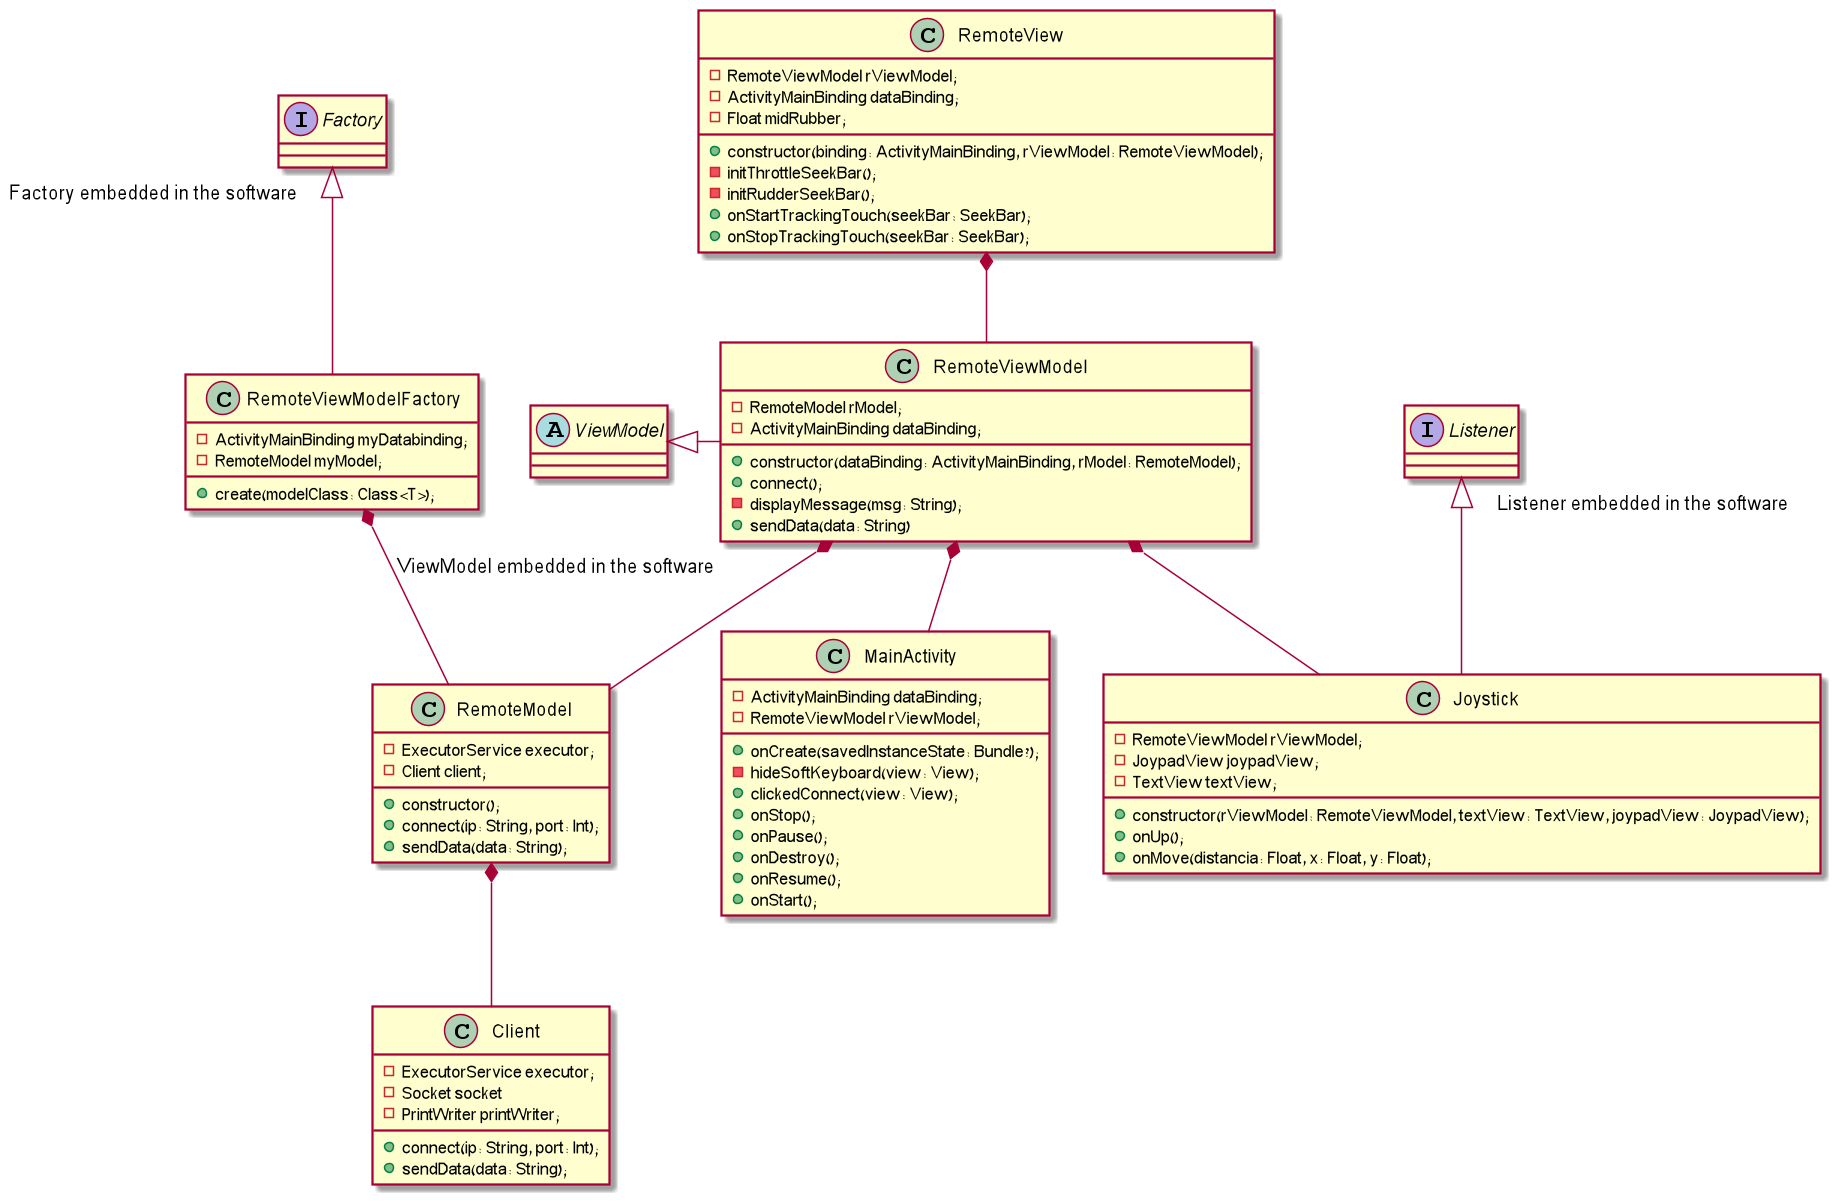 C RemoteView
RemoteViewModel rViewModel;
ActivityMainBinding dataBinding;
Float midRubber;
constructor(binding : ActivityMainBinding, rViewModel : RemoteViewModel);
initThrottleSeekBar();
initRudderSeekBar();
onStartTrackingTouch(seekBar : SeekBar);
onStopTrackingTouch(seekBar : SeekBar);
I Factory
Factory embedded in the software
C RemoteViewModelFactory
ActivityMainBinding myDatabinding;
RemoteModel myModel;
create(modelClass : Class<T>);
A ViewModel
C RemoteViewModel
RemoteModel rModel;
ActivityMainBinding dataBinding;
constructor(dataBinding : ActivityMainBinding, rModel : RemoteModel);
connect();
displayMessage(msg : String);
sendData(data : String)
I Listener
Listener embedded in the software
ViewModel embedded in the software
C RemoteModel
ExecutorService executor;
Client client;
constructor();
connect(ip : String, port : Int);
sendData(data : String);
C MainActivity
ActivityMainBinding dataBinding;
RemoteViewModel rViewModel;
onCreate(savedInstanceState : Bundle?);
hideSoftKeyboard(view : View);
clickedConnect(view : View);
onStop();
onPause();
onDestroy();
onResume();
onStart();
C Joystick
RemoteViewModel rViewModel;
JoypadView joypadView;
TextView textView;
constructor(rViewModel : RemoteViewModel, textView : TextView, joypadView : JoypadView);
onUp();
onMove(distancia : Float, x : Float, y : Float);
C Client
ExecutorService executor;
Socket socket
PrintWriter printWriter;
connect(ip : String, port : Int);
sendData(data : String);